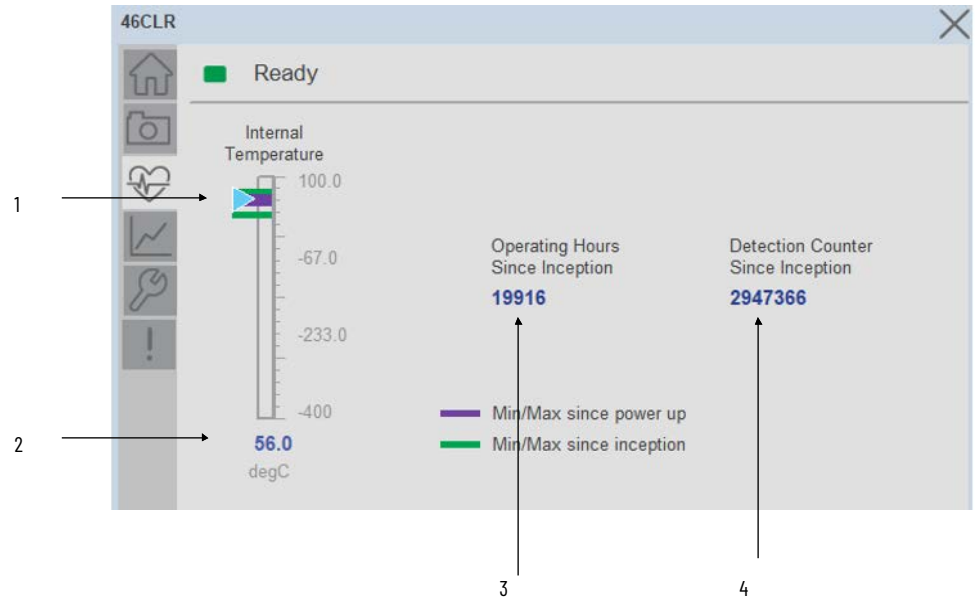 46CLR
Ready
Internal
Temperature
100.0
-67.0
-233.0
-400
56.0
degC
Operating Hours
Since Inception
19916
Detection Counter
Since Inception
2947366
Min/Max since power up
Min/Max since inception
1
2
3
4